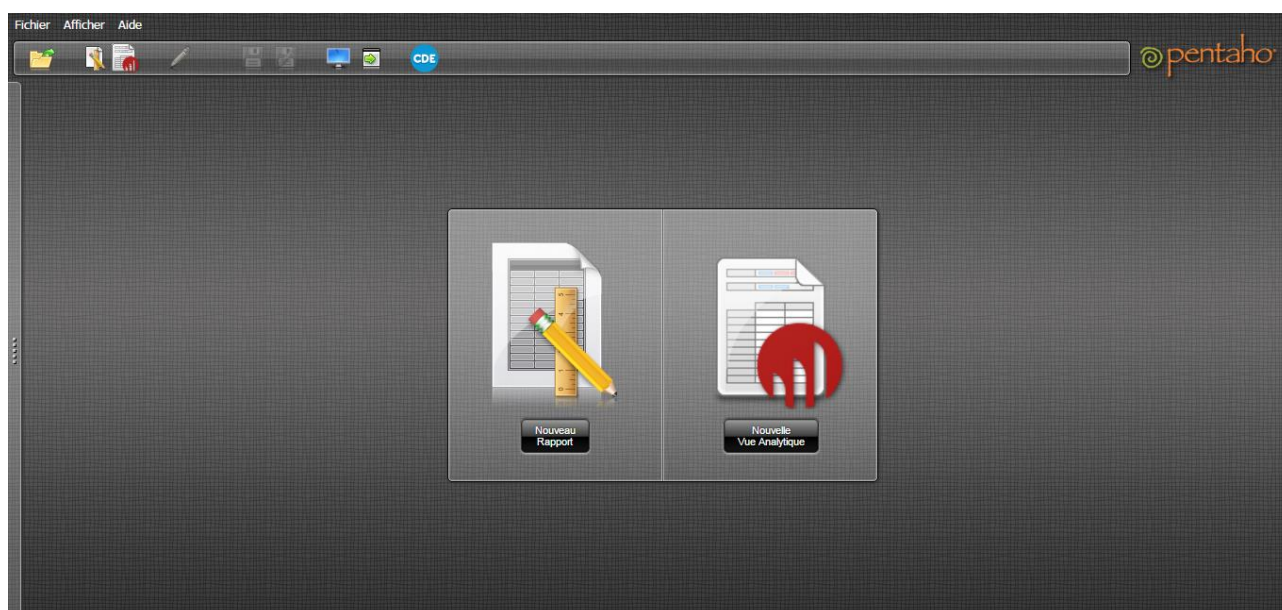 Fichier Afficher Aide
CDE
pentaho
Nouveau
Rapport
Nouvelle
Vue Analytique